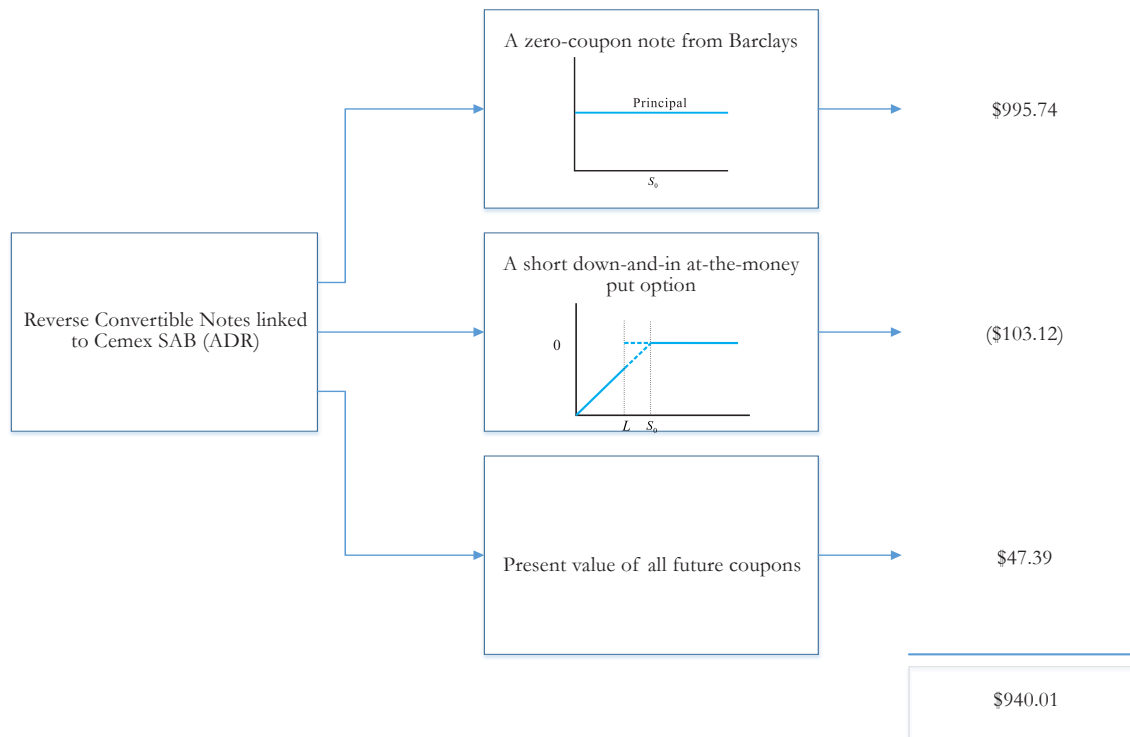 A zero-coupon note from Barclays
Principal
S₀
$995.74
Reverse Convertible Notes linked
to Cemex SAB (ADR)
A short down-and-in at-the-money
put option
0
L S₀
($103.12)
Present value of all future coupons
$47.39
$940.01